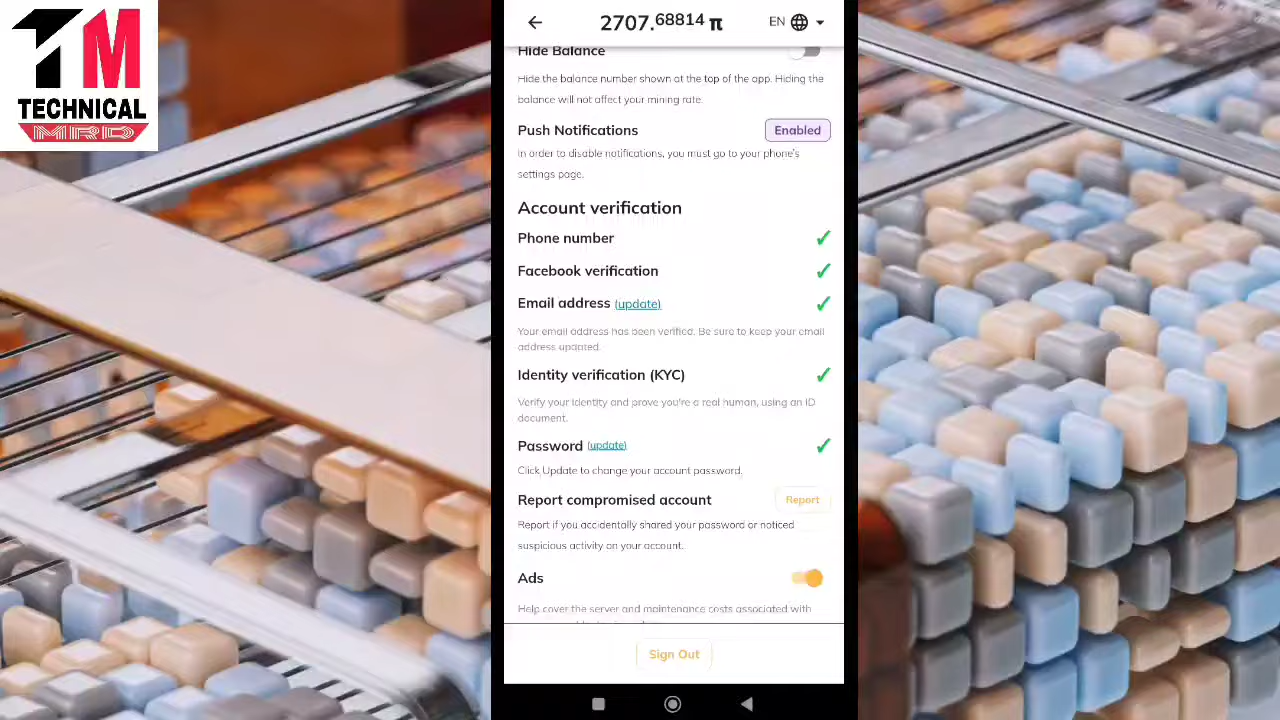 TM
TECHNICAL
MRD
2707.68814 π
EN
Hide Balance
Hide the balance number shown at the top of the app. Hiding the
balance will not affect your mining rate.
Push Notifications
Enabled
In order to disable notifications, you must go to your phone's
settings page.
Account verification
Phone number
Facebook verification
Email address (update)
Your email address has been verified. Be sure to keep your email
address updated.
Identity verification (KYC)
Verify your identity and prove you're a real human, using an ID
document.
Password (update)
Click Update to change your account password.
Report compromised account
Report
Report if you accidentally shared your password or noticed
suspicious activity on your account.
Ads
Help cover the server and maintenance costs associated with
Sign Out